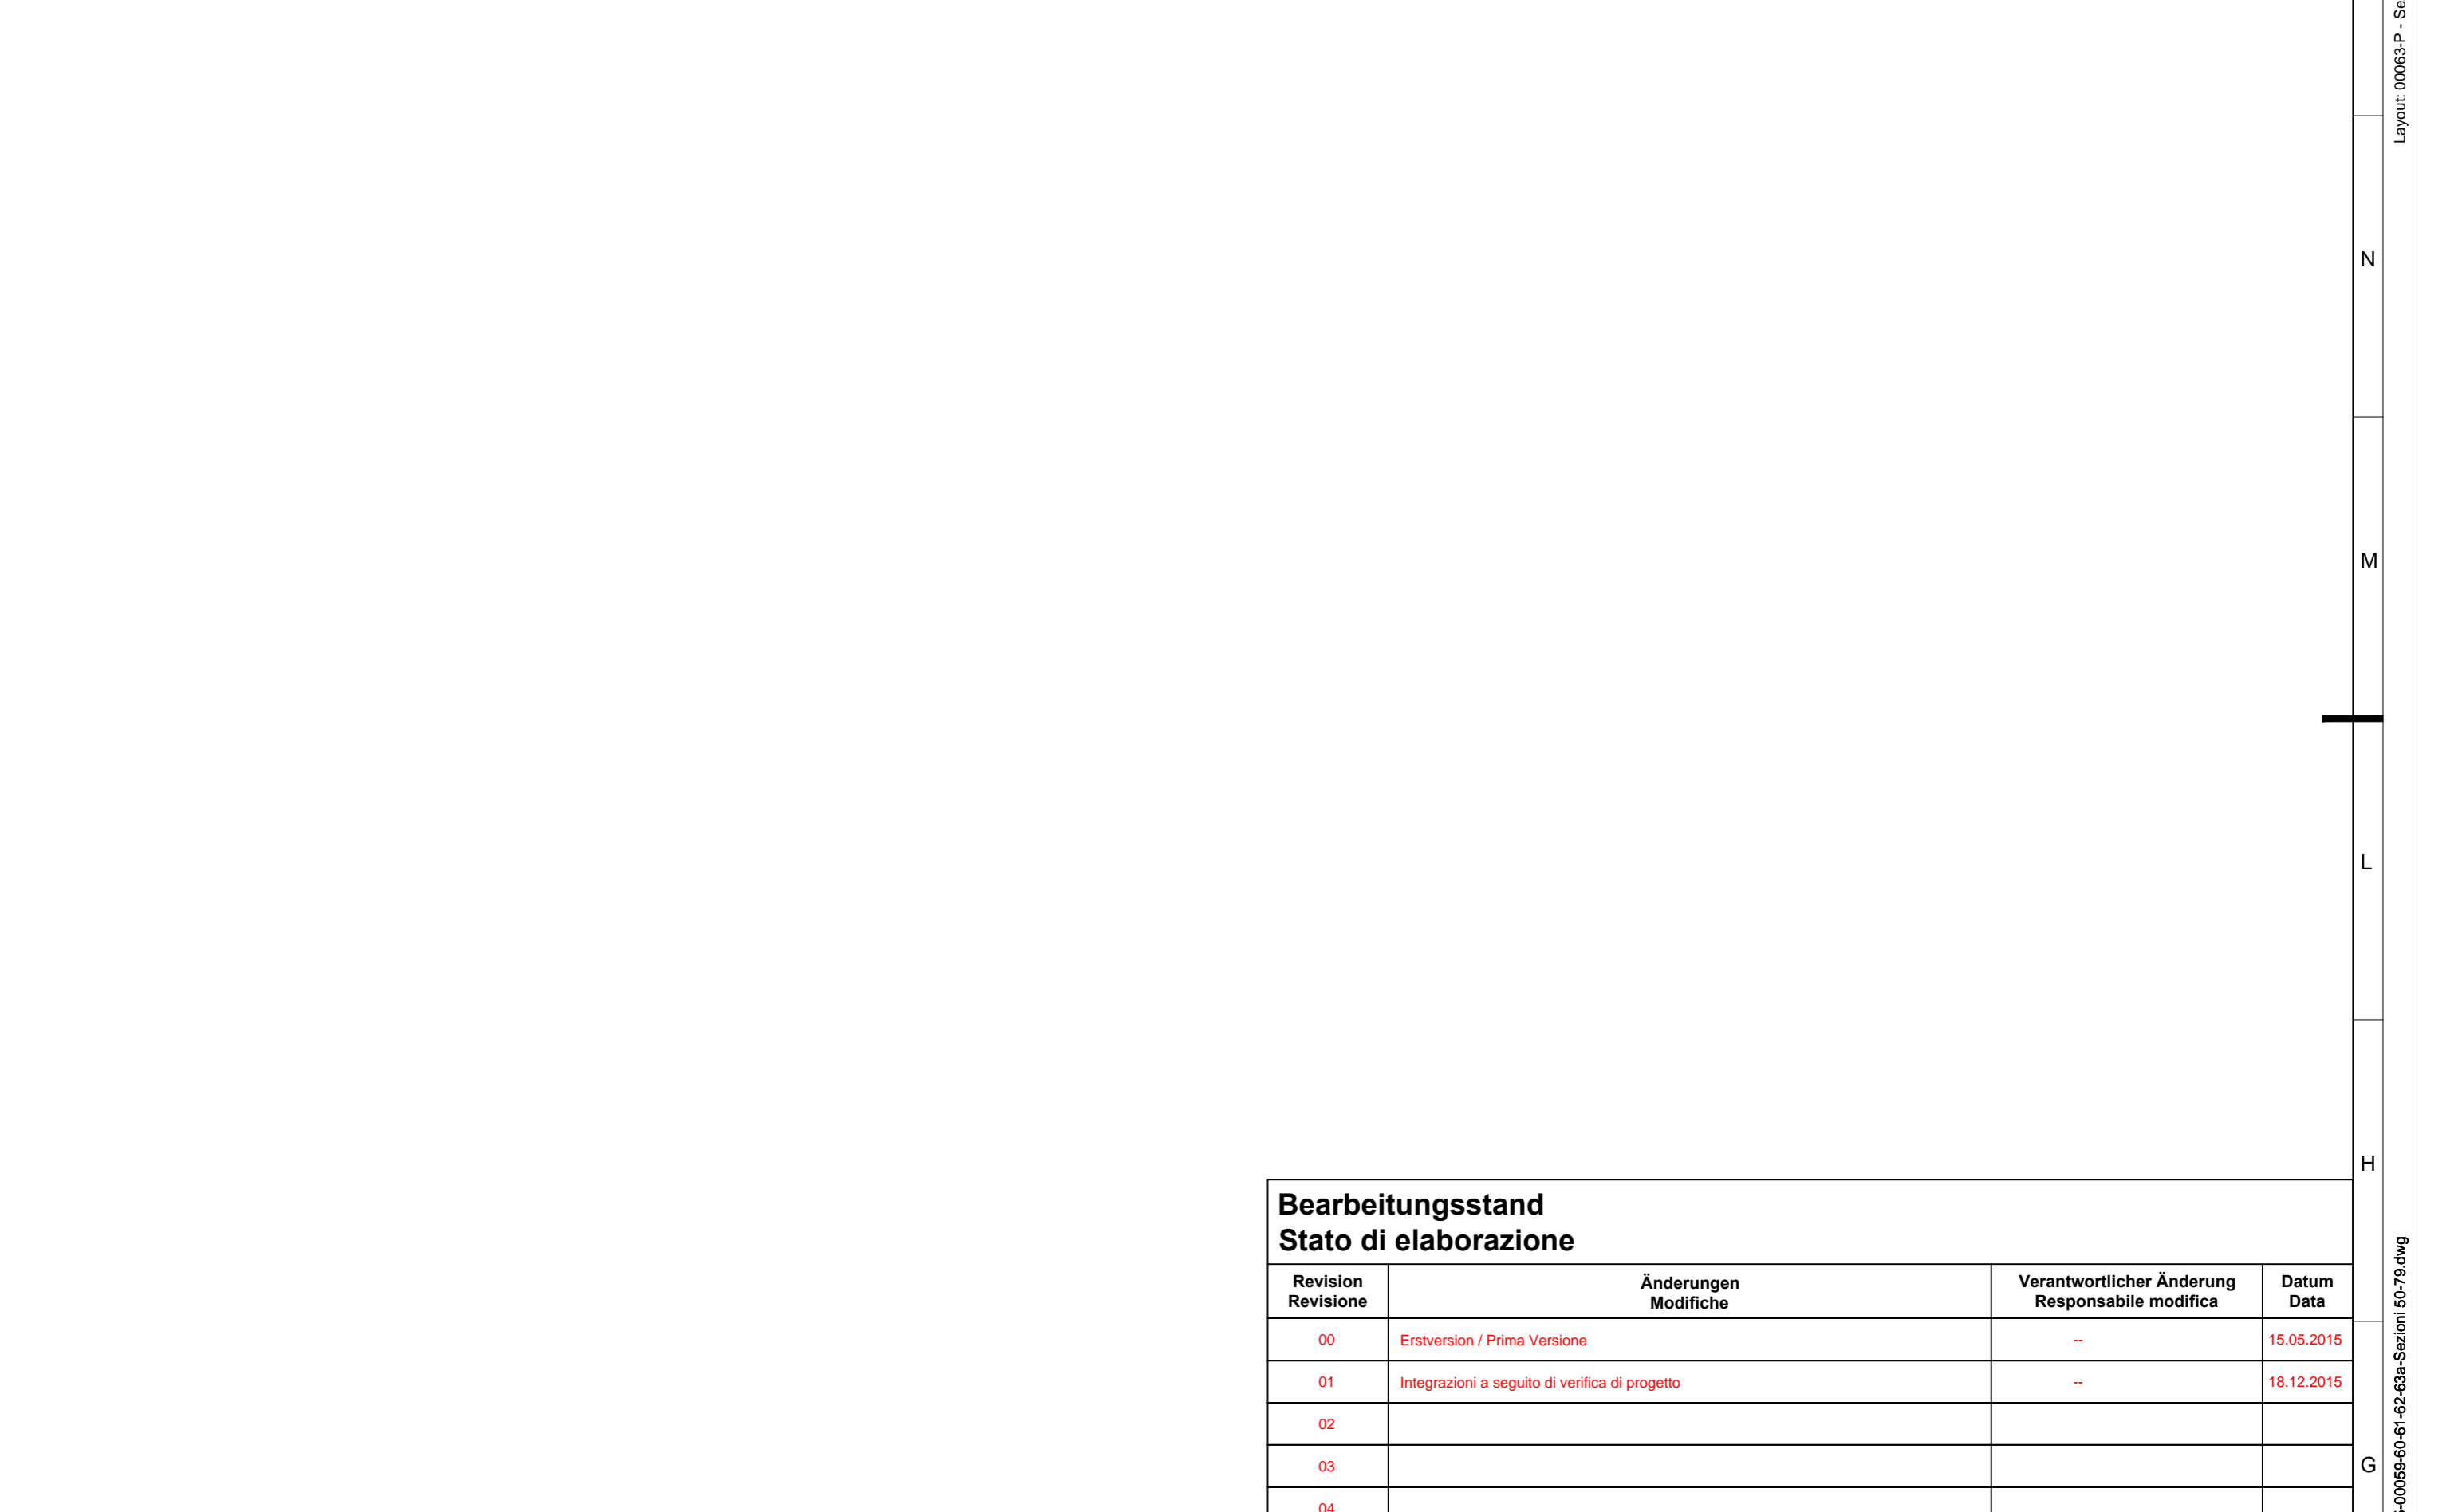 Layout: 00063-P - Se
N
M
L
H
Bearbeitungsstand
Stato di elaborazione
Revision
Revisione
Änderungen
Modifiche
Verantwortlicher Änderung
Responsabile modifica
Datum
Data
00 Erstversion / Prima Versione -- 15.05.2015
01 Integrazioni a seguito di verifica di progetto -- 18.12.2015
02
03
04
G
-00059-60-61-62-63a-Sezioni 50-79.dwg